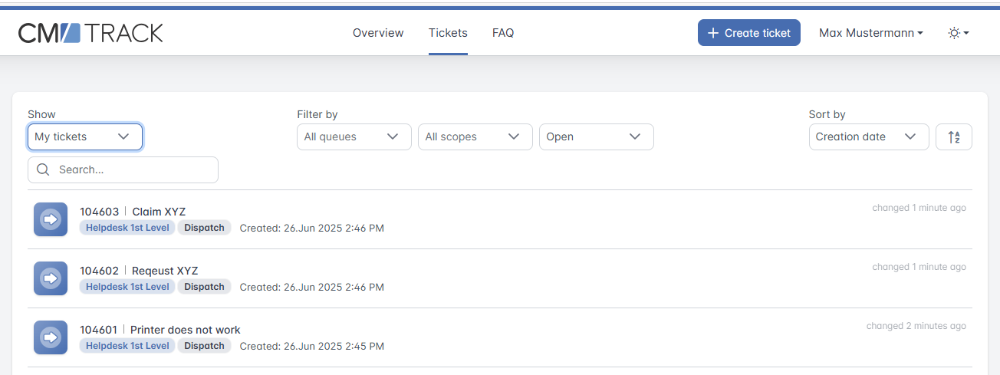 CM/TRACK Overview Tickets FAQ + Create ticket Max Mustermann
Show Filter by Sort by
My tickets All queues All scopes Open Creation date AZ
Search...
104603 | Claim XYZ changed 1 minute ago
Helpdesk 1st Level Dispatch Created: 26.Jun 2025 2:46 PM
104602 | Reqeust XYZ changed 1 minute ago
Helpdesk 1st Level Dispatch Created: 26.Jun 2025 2:46 PM
104601 | Printer does not work changed 2 minutes ago
Helpdesk 1st Level Dispatch Created: 26.Jun 2025 2:45 PM